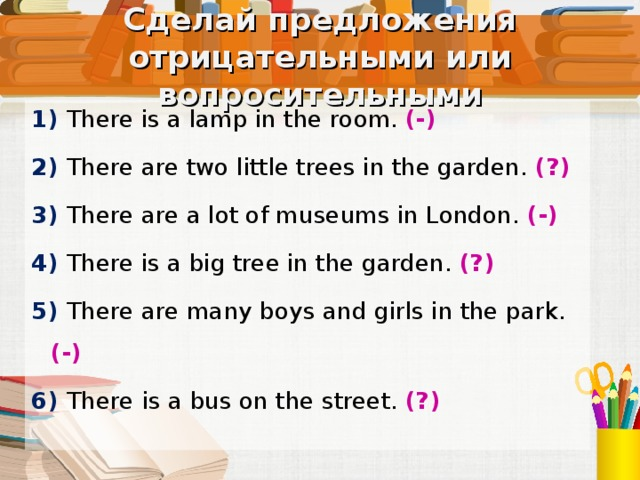 Сделай предложения
отрицательными или
вопросительными
1) There is a lamp in the room. (-)
2) There are two little trees in the garden. (?)
3) There are a lot of museums in London. (-)
4) There is a big tree in the garden. (?)
5) There are many boys and girls in the park.
(-)
6) There is a bus on the street. (?)